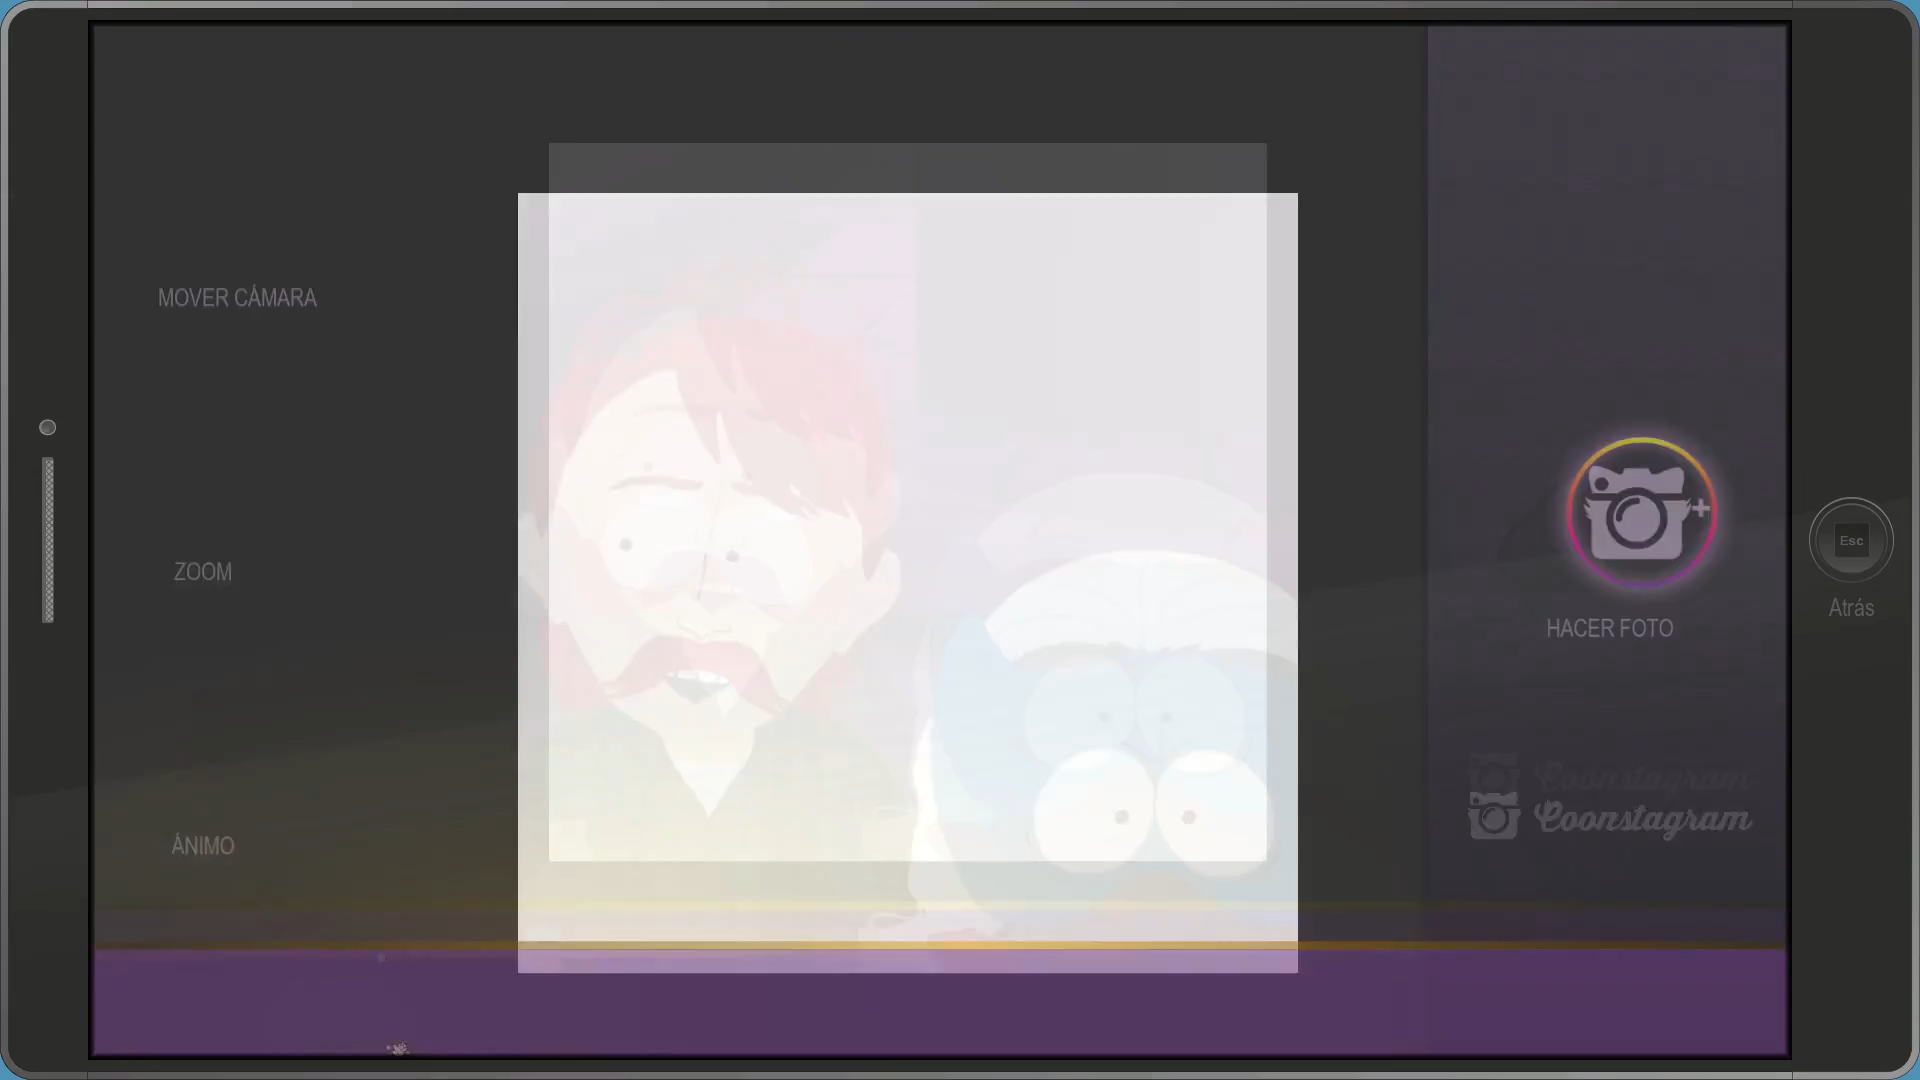 MOVER CÁMARA
ZOOM
ÁNIMO
HACER FOTO
Coonstagram
Coonstagram
Esc
Atrás